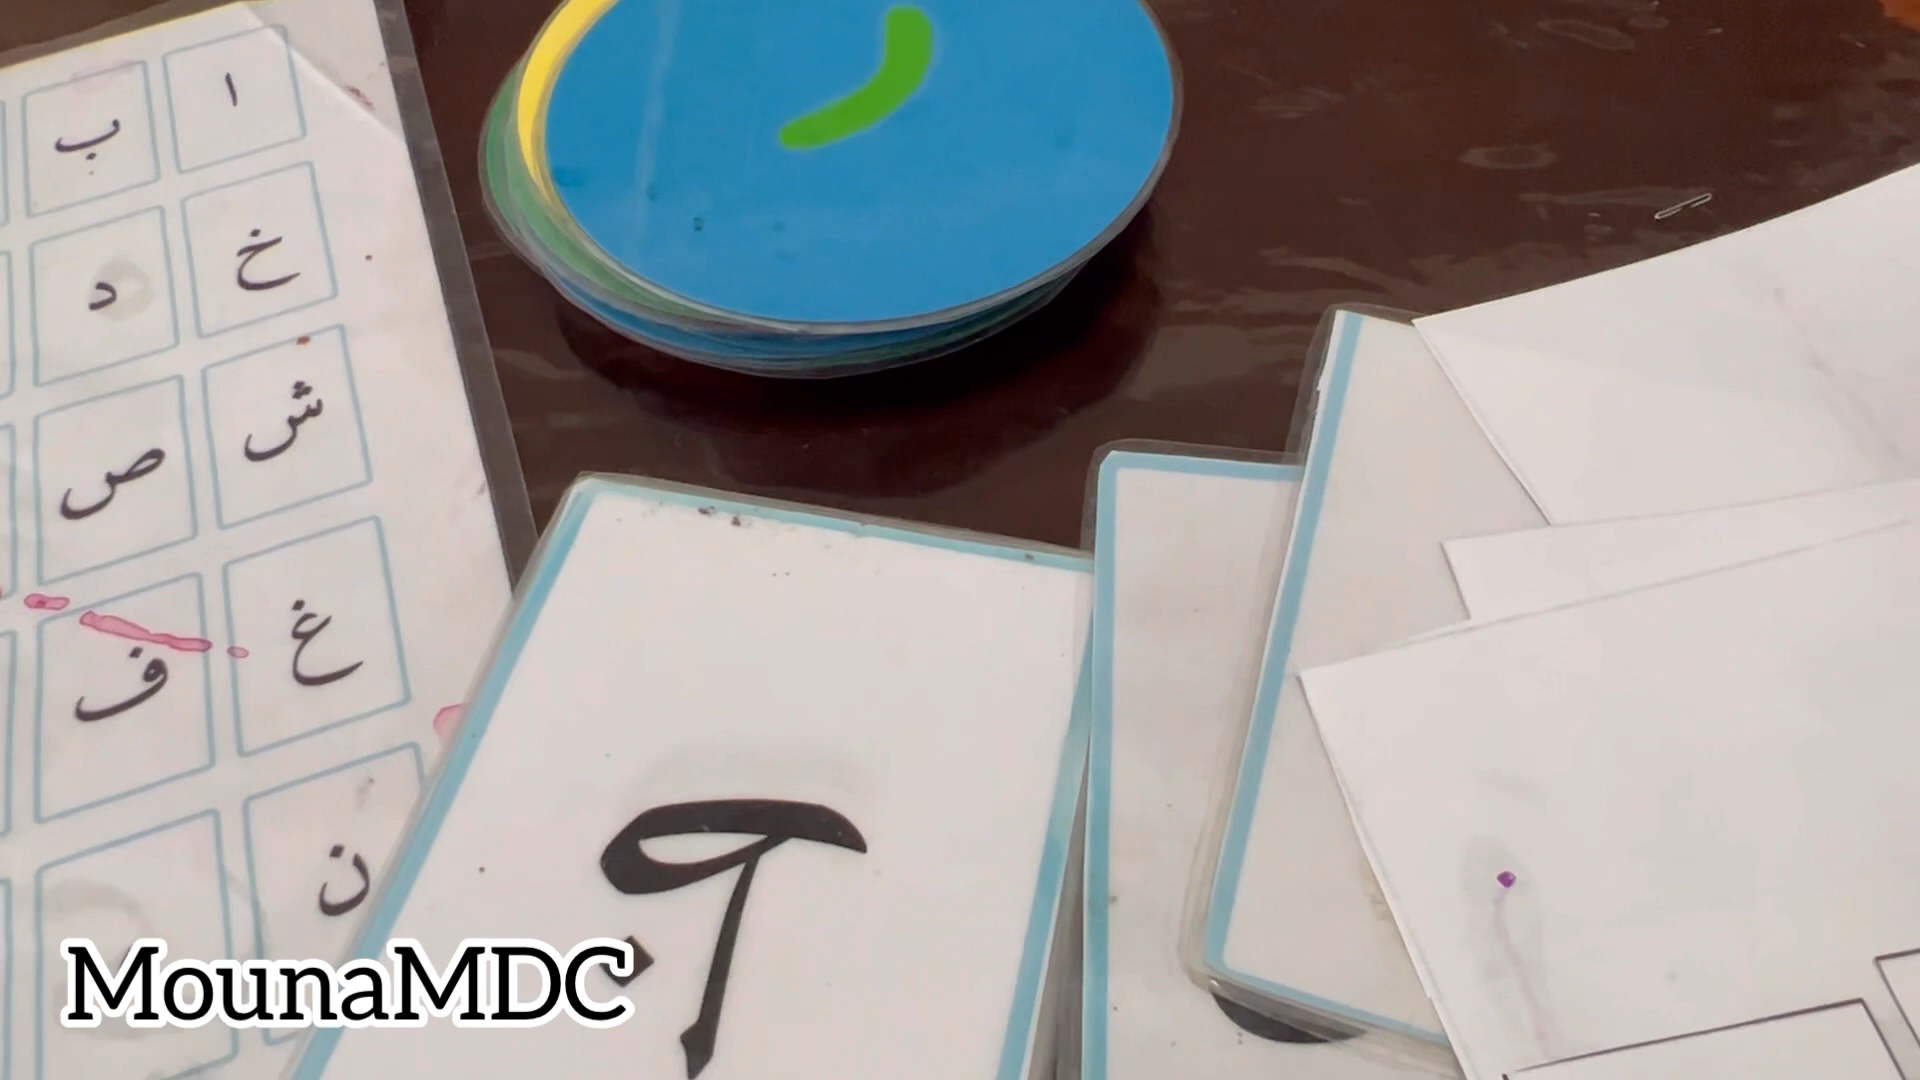 ا ب
خ د
ش ص
غ ف
ن
ر
MounaMDC